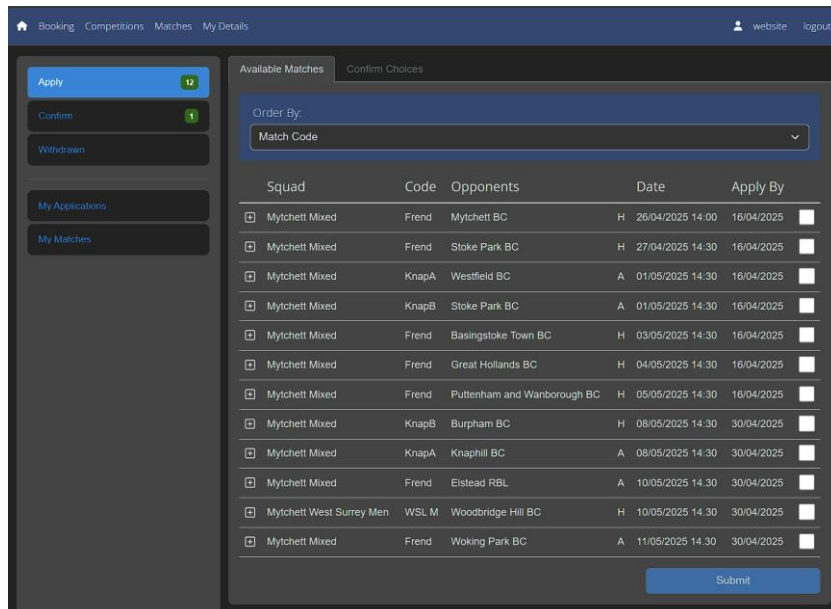 Booking Competitions Matches My Details website logout
Apply 12
Confirm 1
Withdrawn
My Applications
My Matches
Available Matches Confirm Choices
Order By:
Match Code
Squad Code Opponents Date Apply By
Mytchett Mixed Frend Mytchett BC H 26/04/2025 14:00 16/04/2025
Mytchett Mixed Frend Stoke Park BC H 27/04/2025 14:30 16/04/2025
Mytchett Mixed KnapA Westfield BC A 01/05/2025 14:30 16/04/2025
Mytchett Mixed KnapB Stoke Park BC A 01/05/2025 14:30 16/04/2025
Mytchett Mixed Frend Basingstoke Town BC H 03/05/2025 14:30 16/04/2025
Mytchett Mixed Frend Great Hollands BC H 04/05/2025 14:30 16/04/2025
Mytchett Mixed Frend Puttenham and Wanborough BC H 05/05/2025 14:30 16/04/2025
Mytchett Mixed KnapB Burpham BC H 08/05/2025 14:30 30/04/2025
Mytchett Mixed KnapA Knaphill BC A 08/05/2025 14:30 30/04/2025
Mytchett Mixed Frend Elstead RBL A 10/05/2025 14:30 30/04/2025
Mytchett West Surrey Men WSL M Woodbridge Hill BC H 10/05/2025 14:30 30/04/2025
Mytchett Mixed Frend Woking Park BC A 11/05/2025 14:30 30/04/2025
Submit